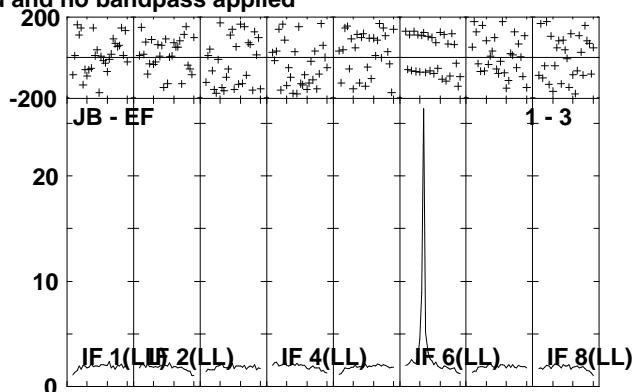 and no bandpass applied
200
-200
JB - EF 1 - 3
20
10
0
IF 1(LL) IF 2(LL) IF 4(LL) IF 6(LL) IF 8(LL)